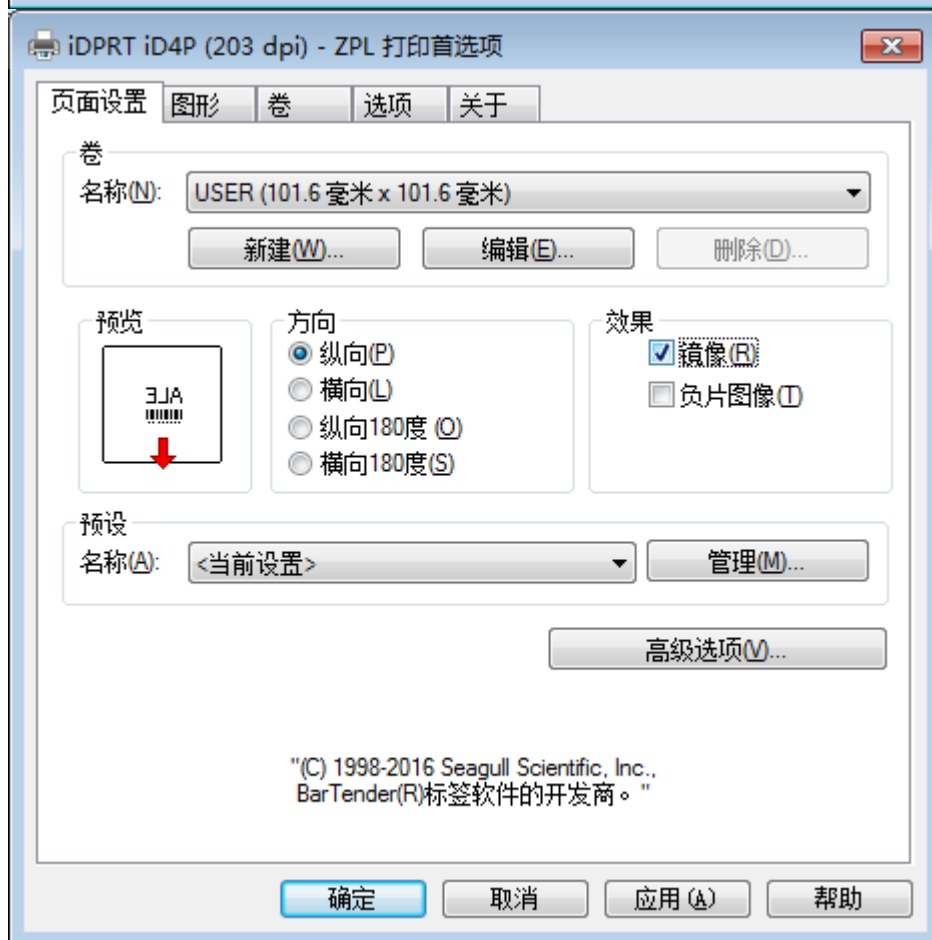 iDPRT iD4P (203 dpi) - ZPL 打印首选项
页面设置 图形 卷 选项 关于
卷
名称(N): USER (101.6 毫米 x 101.6 毫米)
新建(W)... 编辑(E)... 删除(D)...
预览 方向 效果
纵向(P) 镜像(R)
横向(L) 负片图像(T)
纵向180度 (O)
横向180度(S)
ALE
预设
名称(A): <当前设置> 管理(M)...
高级选项(V)...
"(C) 1998-2016 Seagull Scientific, Inc.,
BarTender(R)标签软件的开发商。"
确定 取消 应用 (A) 帮助